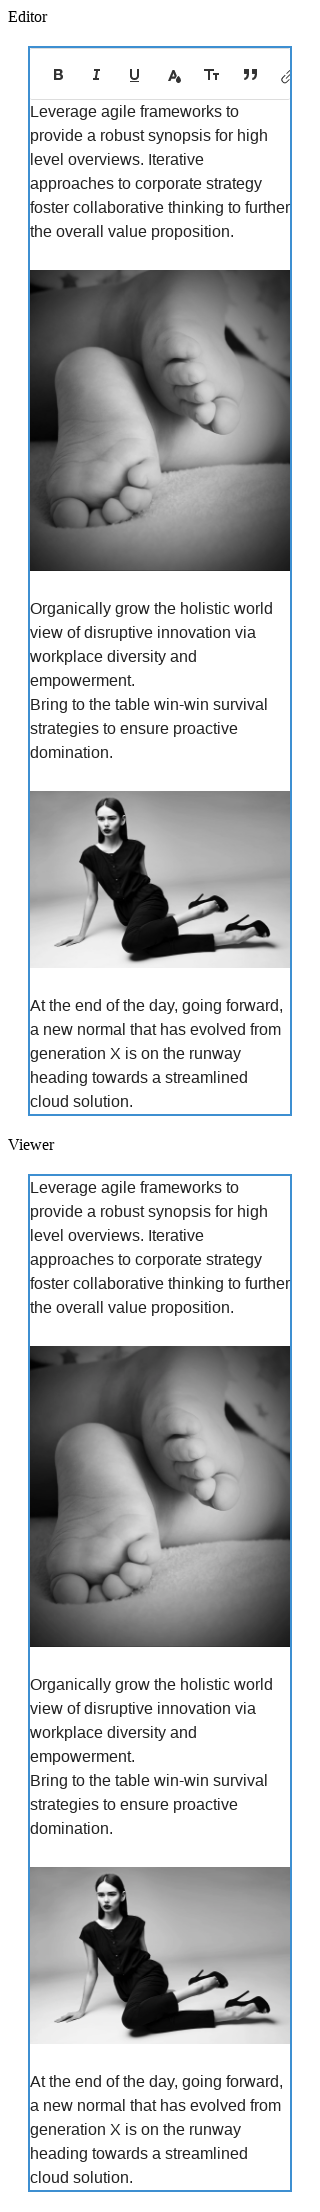 Editor
B I U A TT
Leverage agile frameworks to
provide a robust synopsis for high
level overviews. Iterative
approaches to corporate strategy
foster collaborative thinking to further
the overall value proposition.
Organically grow the holistic world
view of disruptive innovation via
workplace diversity and
empowerment.
Bring to the table win-win survival
strategies to ensure proactive
domination.
At the end of the day, going forward,
a new normal that has evolved from
generation X is on the runway
heading towards a streamlined
cloud solution.
Viewer
Leverage agile frameworks to
provide a robust synopsis for high
level overviews. Iterative
approaches to corporate strategy
foster collaborative thinking to further
the overall value proposition.
Organically grow the holistic world
view of disruptive innovation via
workplace diversity and
empowerment.
Bring to the table win-win survival
strategies to ensure proactive
domination.
At the end of the day, going forward,
a new normal that has evolved from
generation X is on the runway
heading towards a streamlined
cloud solution.